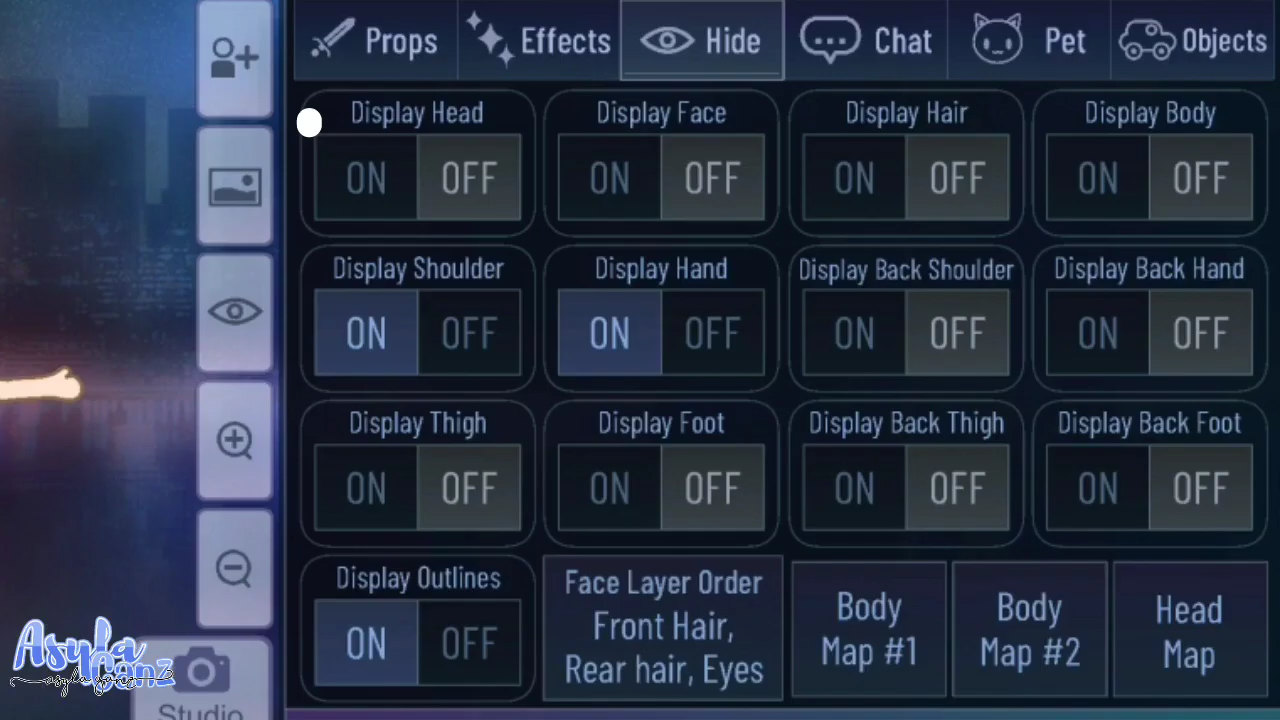 Props Effects Hide Chat Pet Objects
Display Head Display Face Display Hair Display Body
ON OFF ON OFF ON OFF ON OFF
Display Shoulder Display Hand Display Back Shoulder Display Back Hand
ON OFF ON OFF ON OFF ON OFF
Display Thigh Display Foot Display Back Thigh Display Back Foot
ON OFF ON OFF ON OFF ON OFF
Display Outlines
ON OFF
Face Layer Order
Front Hair,
Rear hair, Eyes
Body
Map #1
Body
Map #2
Head
Map
Studio